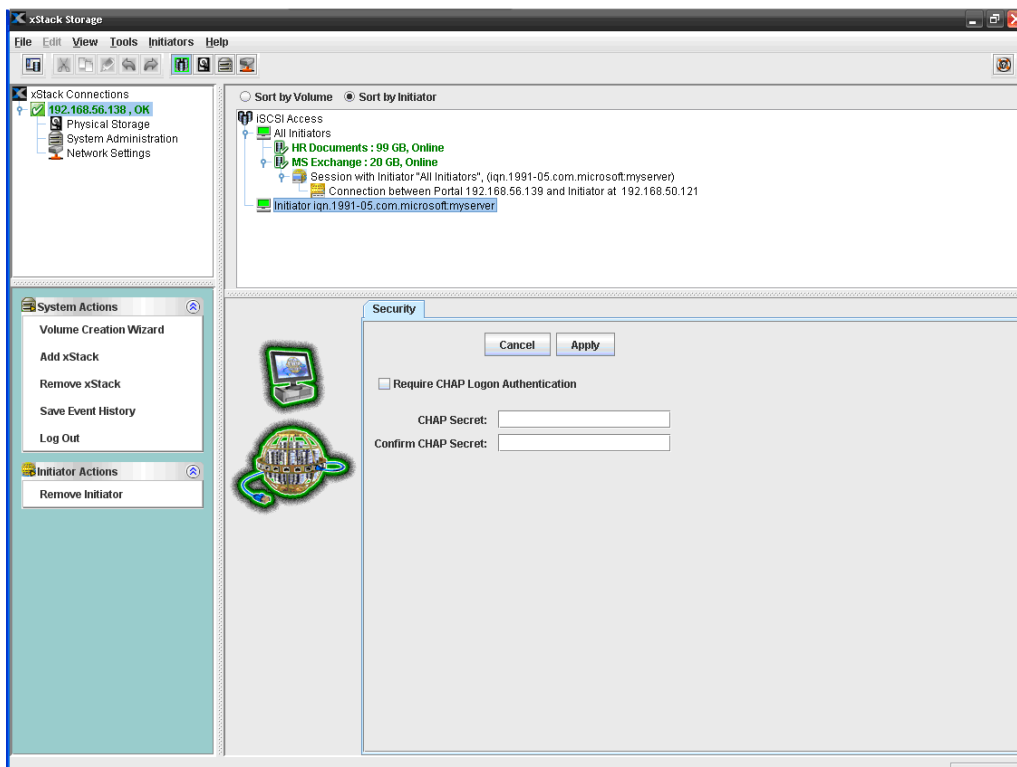 xStack Storage
File Edit View Tools Initiators Help
xStack Connections
192.168.56.138 , OK
Physical Storage
System Administration
Network Settings
Sort by Volume Sort by Initiator
iSCSI Access
All Initiators
HR Documents : 99 GB, Online
MS Exchange : 20 GB, Online
Session with Initiator "All Initiators", (iqn.1991-05.com.microsoft:myserver)
Connection between Portal 192.168.56.139 and Initiator at 192.168.50.121
Initiator iqn.1991-05.com.microsoft:myserver
System Actions
Volume Creation Wizard
Add xStack
Remove xStack
Save Event History
Log Out
Initiator Actions
Remove Initiator
Security
Cancel Apply
Require CHAP Logon Authentication
CHAP Secret:
Confirm CHAP Secret: